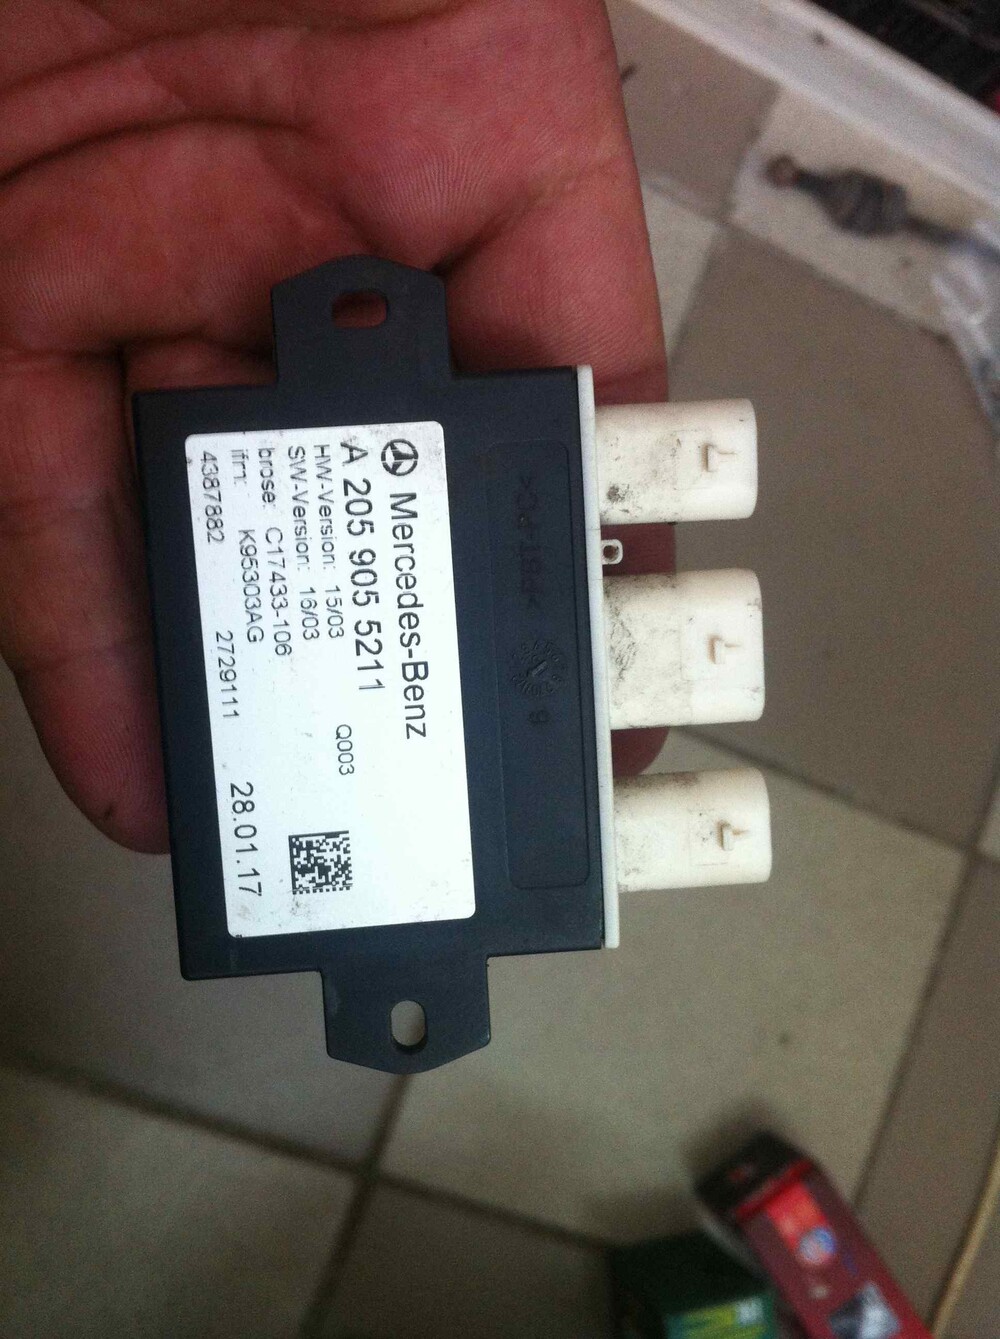 Mercedes-Benz
A 205 905 5211 Q003
HW-Version: 15/03
SW-Version: 16/03
brose: C17433-106
ifm: K95303AG
4387882 2729111 28.01.17